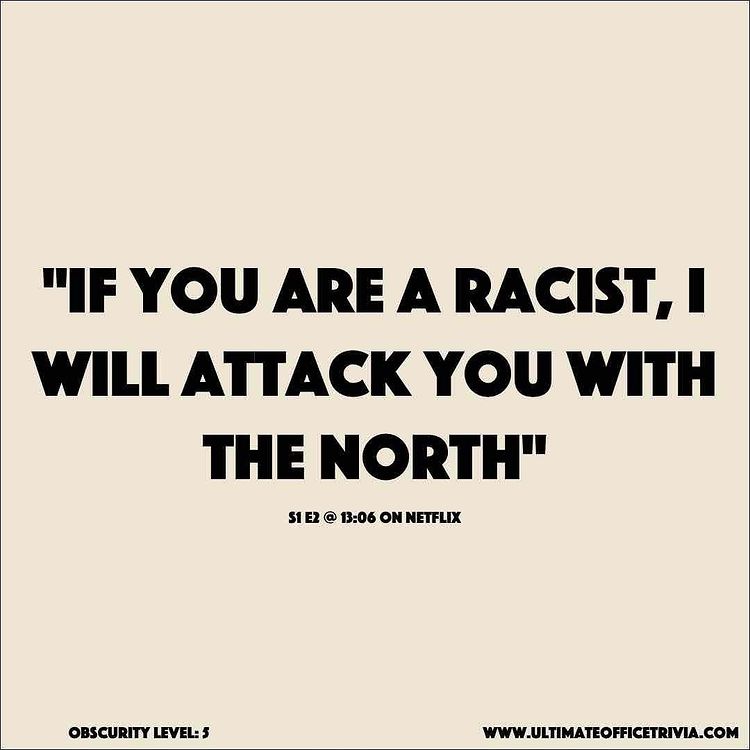 "IF YOU ARE A RACIST, I
WILL ATTACK YOU WITH
THE NORTH"
S1 E2 @ 13:06 ON NETFLIX
OBSCURITY LEVEL: 5
WWW.ULTIMATEOFFICETRIVIA.COM